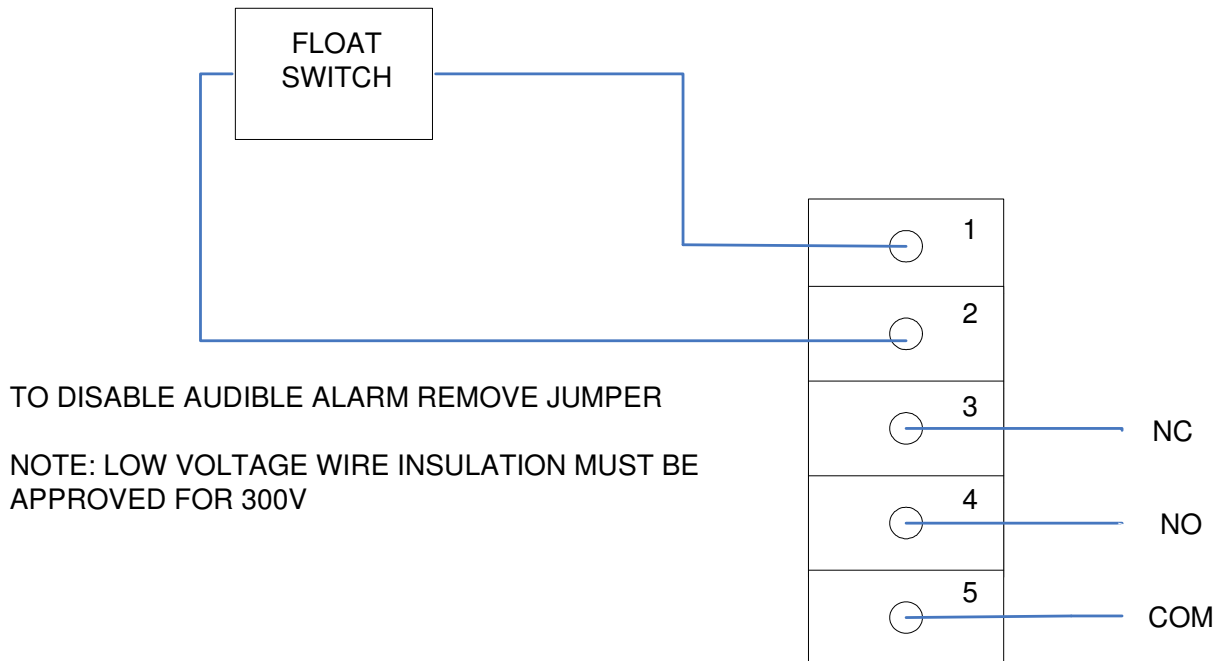 FLOAT
SWITCH
1
2
TO DISABLE AUDIBLE ALARM REMOVE JUMPER
3
NC
NOTE: LOW VOLTAGE WIRE INSULATION MUST BE
APPROVED FOR 300V
4
NO
5
COM